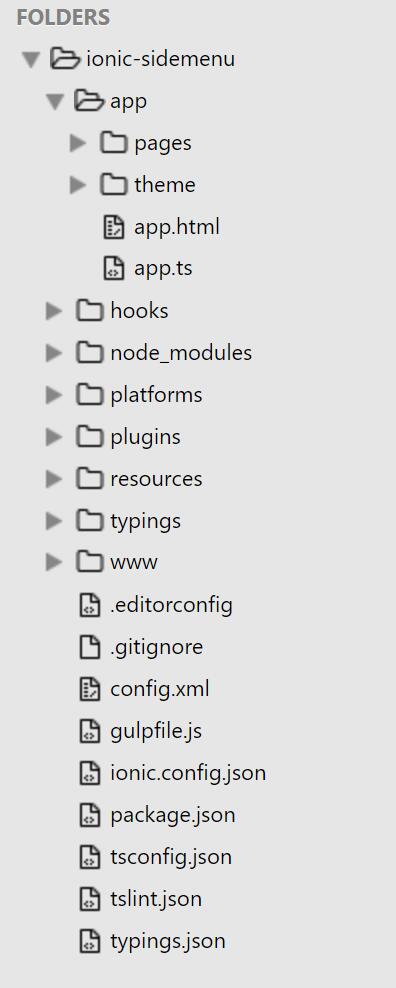 FOLDERS
ionic-sidemenu
app
pages
theme
app.html
app.ts
hooks
node_modules
platforms
plugins
resources
typings
www
.editorconfig
.gitignore
config.xml
gulpfile.js
ionic.config.json
package.json
tsconfig.json
tslint.json
typings.json